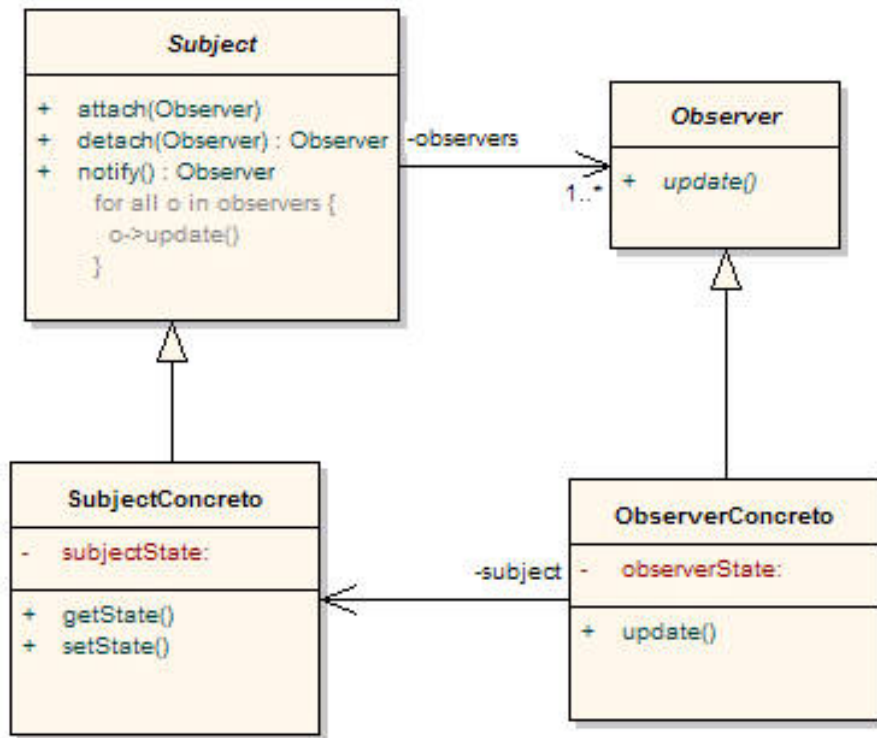 Subject
+ attach(Observer)
+ detach(Observer) : Observer
+ notify() : Observer
for all o in observers {
o->update()
}
-observers
1..*
Observer
+ update()
SubjectConcreto
- subjectState:
+ getState()
+ setState()
-subject
ObserverConcreto
- observerState:
+ update()